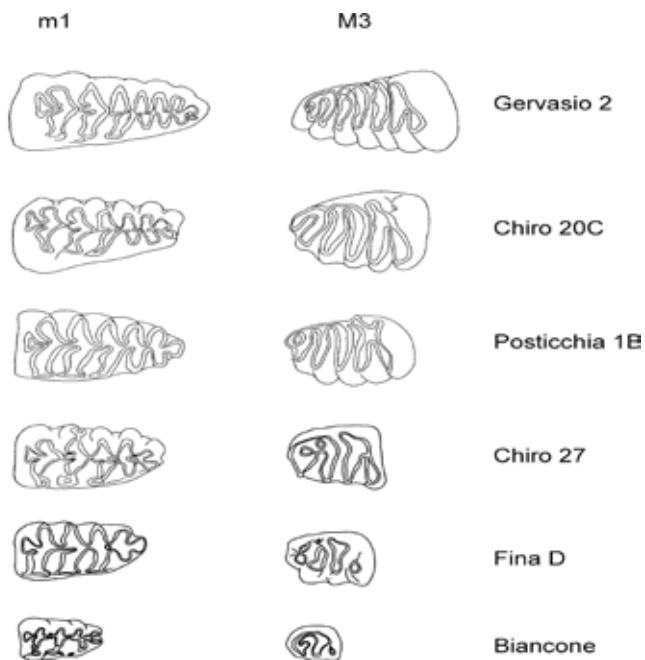 m1 M3
Gervasio 2
Chiro 20C
Posticchia 1B
Chiro 27
Fina D
Biancone